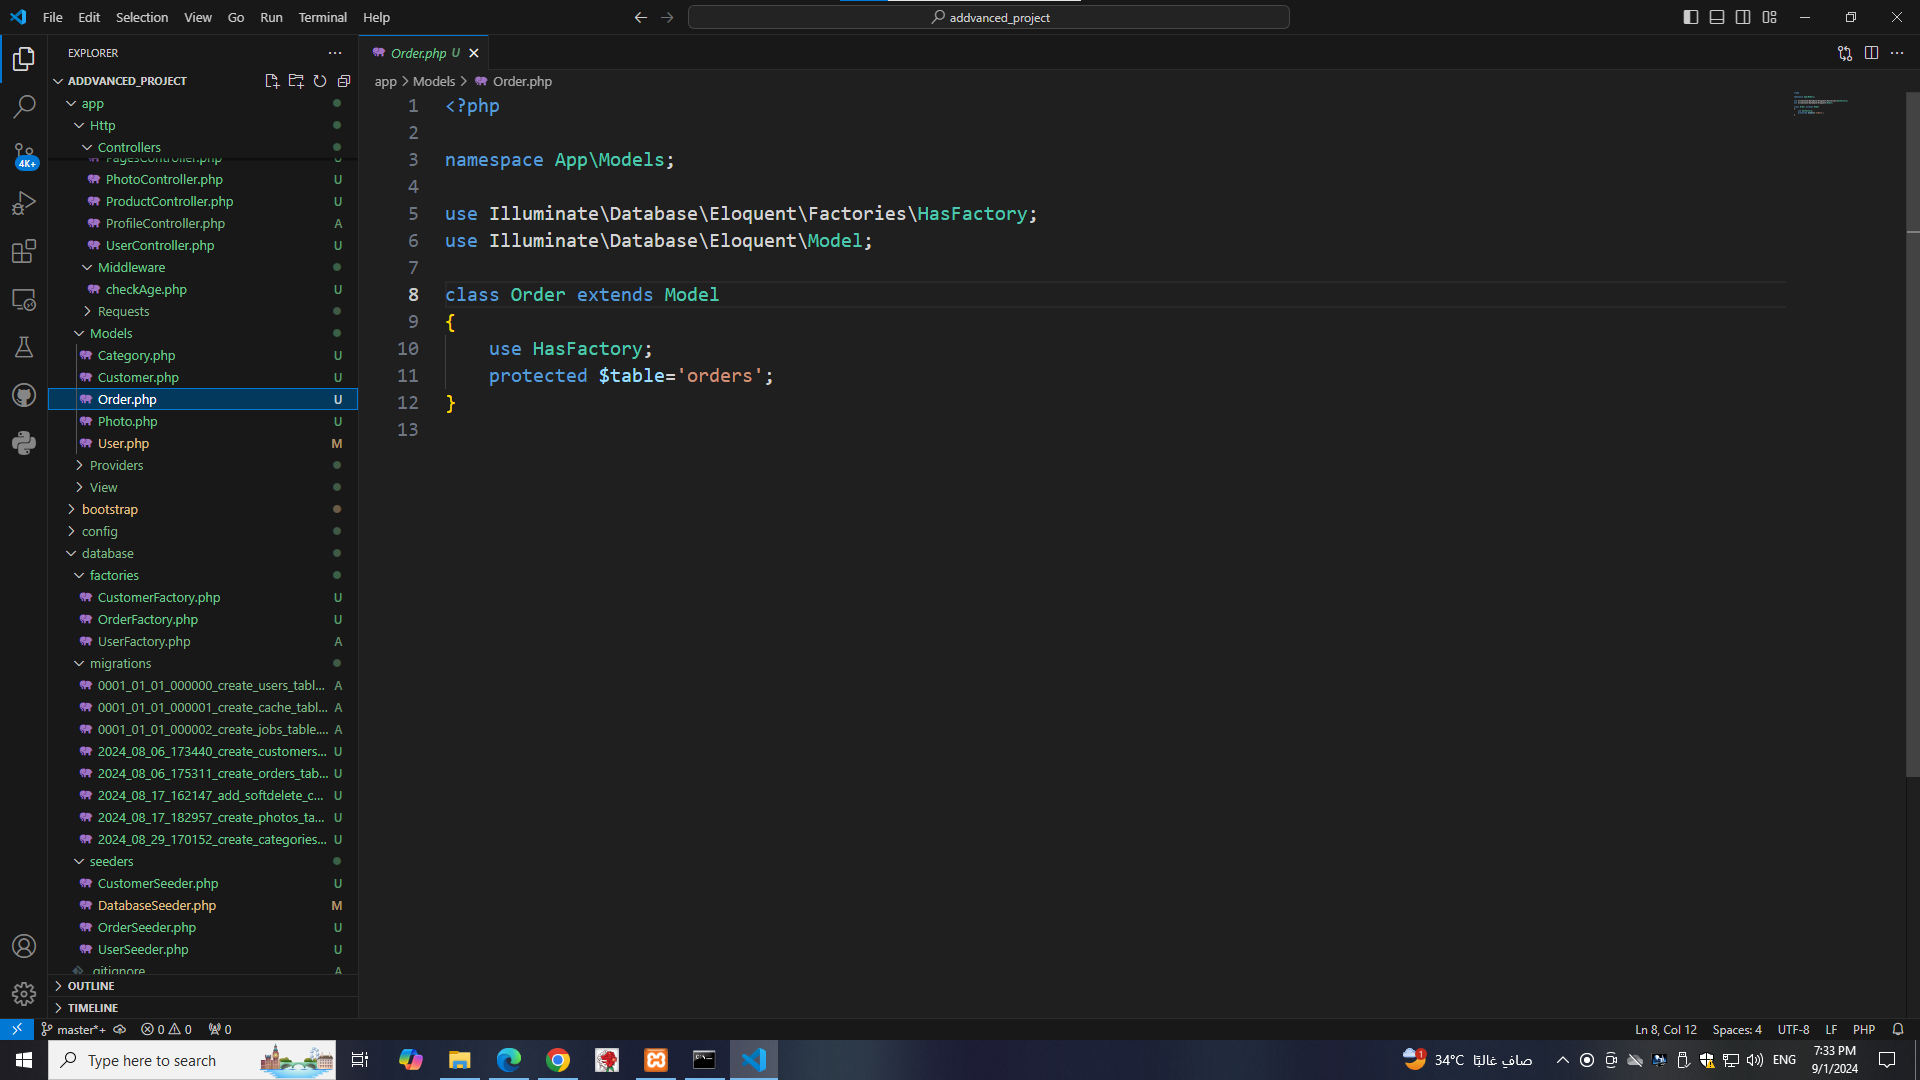 File Edit Selection View Go Run Terminal Help
addvanced_project
EXPLORER
ADDVANCED_PROJECT
app
Http
Controllers
PagesController.php U
PhotoController.php U
ProductController.php U
ProfileController.php A
UserController.php U
Middleware
checkAge.php U
Requests
Models
Category.php U
Customer.php U
Order.php U
Photo.php U
User.php M
Providers
View
bootstrap
config
database
factories
CustomerFactory.php U
OrderFactory.php U
UserFactory.php A
migrations
0001_01_01_000000_create_users_tabl... A
0001_01_01_000001_create_cache_tabl... A
0001_01_01_000002_create_jobs_table.... A
2024_08_06_173440_create_customers... U
2024_08_06_175311_create_orders_tab... U
2024_08_17_162147_add_softdelete_c... U
2024_08_17_182957_create_photos_ta... U
2024_08_29_170152_create_categories... U
seeders
CustomerSeeder.php U
DatabaseSeeder.php M
OrderSeeder.php U
UserSeeder.php U
.gitignore A
OUTLINE
TIMELINE
4K+
Order.php U
app > Models > Order.php
1 <?php
2
3 namespace App\Models;
4
5 use Illuminate\Database\Eloquent\Factories\HasFactory;
6 use Illuminate\Database\Eloquent\Model;
7
8 class Order extends Model
9 {
10 use HasFactory;
11 protected $table='orders';
12 }
13
master*+ 0 0 0
Ln 8, Col 12 Spaces: 4 UTF-8 LF PHP
Type here to search
1 34°C صافٍ غالبًا
ENG
7:33 PM
9/1/2024